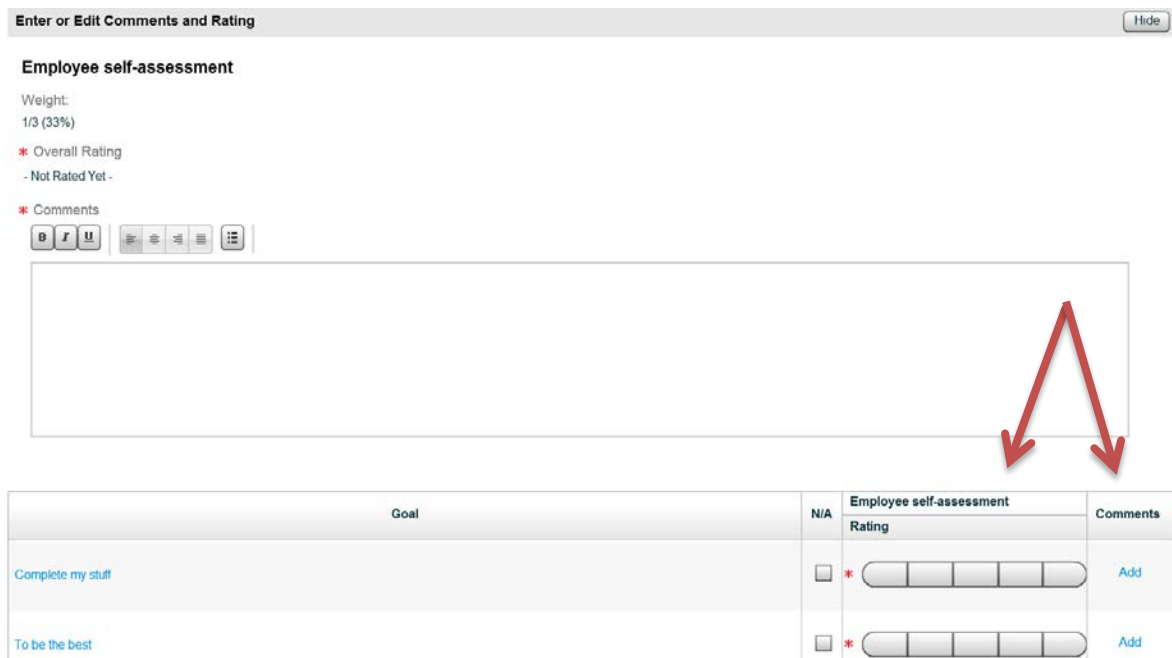 Enter or Edit Comments and Rating Hide
Employee self-assessment
Weight:
1/3 (33%)
* Overall Rating
- Not Rated Yet -
* Comments
B I U
Goal N/A Employee self-assessment Comments
Rating
Complete my stuff * Add
To be the best * Add